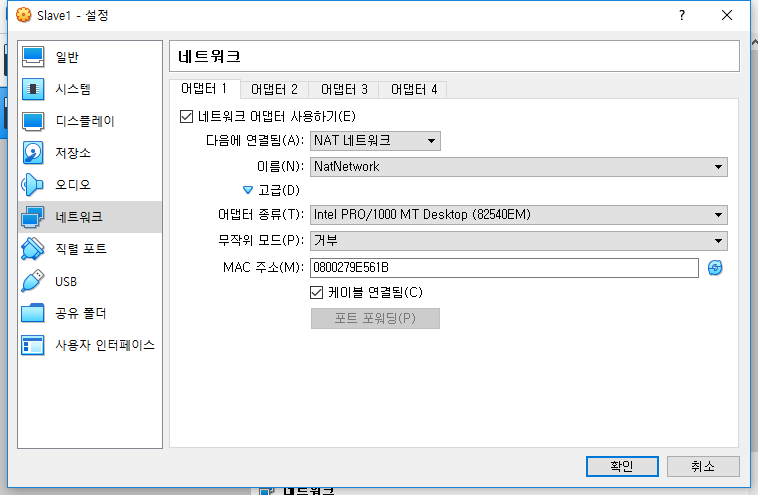 Slave1 - 설정
?
일반
시스템
디스플레이
저장소
오디오
네트워크
직렬 포트
USB
공유 폴더
사용자 인터페이스
네트워크
어댑터 1 어댑터 2 어댑터 3 어댑터 4
네트워크 어댑터 사용하기(E)
다음에 연결됨(A): NAT 네트워크
이름(N): NatNetwork
고급(D)
어댑터 종류(T): Intel PRO/1000 MT Desktop (82540EM)
무작위 모드(P): 거부
MAC 주소(M): 0800279E561B
케이블 연결됨(C)
포트 포워딩(P)
확인 취소
네트워크